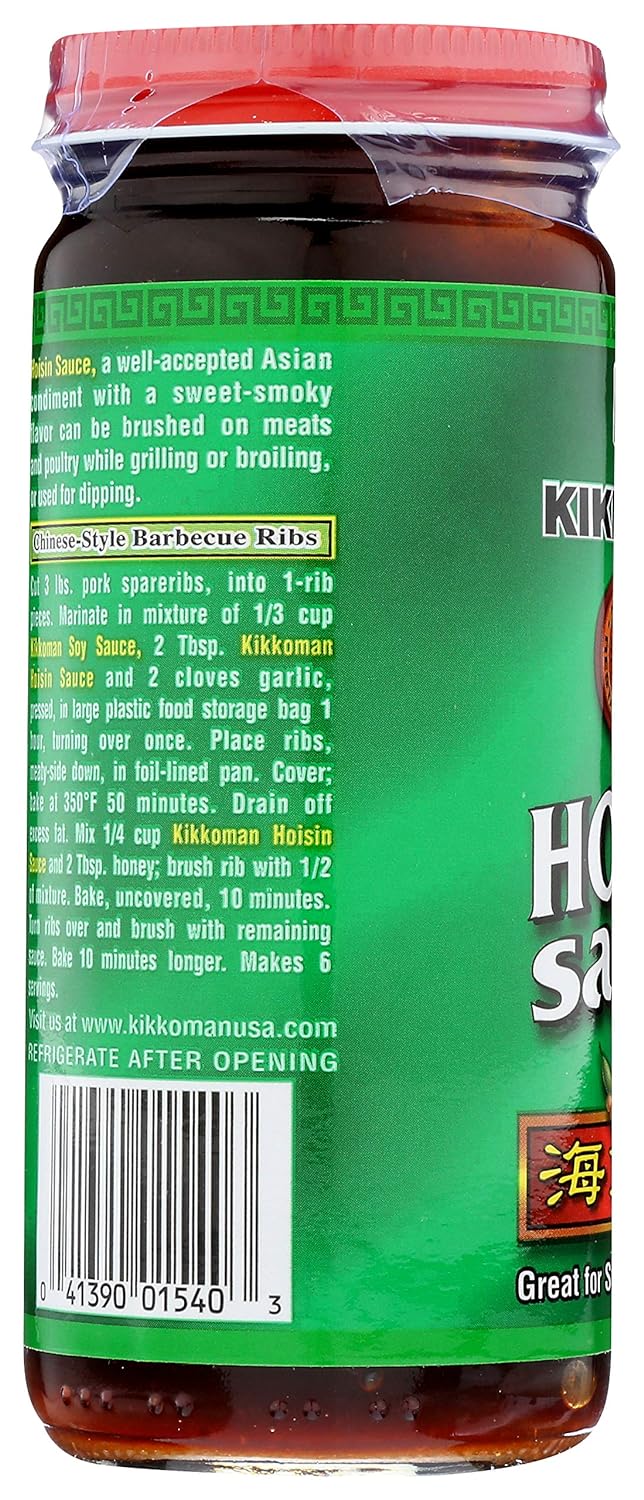 Hoisin Sauce, a well-accepted Asian
condiment with a sweet-smoky
flavor can be brushed on meats
and poultry while grilling or broiling,
or used for dipping.
Chinese-Style Barbecue Ribs
Cut 3 lbs. pork spareribs, into 1-rib
pieces. Marinate in mixture of 1/3 cup
Kikkoman Soy Sauce, 2 Tbsp. Kikkoman
Hoisin Sauce and 2 cloves garlic,
pressed, in large plastic food storage bag 1
hour, turning over once. Place ribs,
meaty-side down, in foil-lined pan. Cover;
bake at 350°F 50 minutes. Drain off
excess fat. Mix 1/4 cup Kikkoman Hoisin
Sauce and 2 Tbsp. honey; brush rib with 1/2
of mixture. Bake, uncovered, 10 minutes.
Turn ribs over and brush with remaining
sauce. Bake 10 minutes longer. Makes 6
servings.
Visit us at www.kikkomanusa.com
REFRIGERATE AFTER OPENING
0 41390 01540 3
KIK
HO
sa
海
Great for S